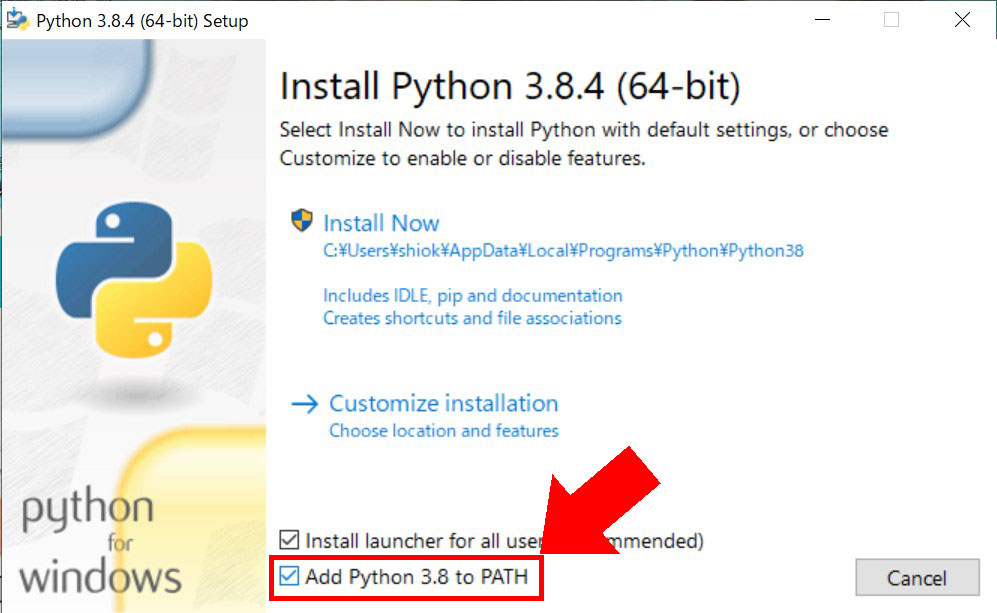 Python 3.8.4 (64-bit) Setup
Install Python 3.8.4 (64-bit)
Select Install Now to install Python with default settings, or choose
Customize to enable or disable features.
Install Now
C:¥Users¥shiok¥AppData¥Local¥Programs¥Python¥Python38
Includes IDLE, pip and documentation
Creates shortcuts and file associations
Customize installation
Choose location and features
python
for
windows
Install launcher for all
Add Python 3.8 to PATH
Cancel